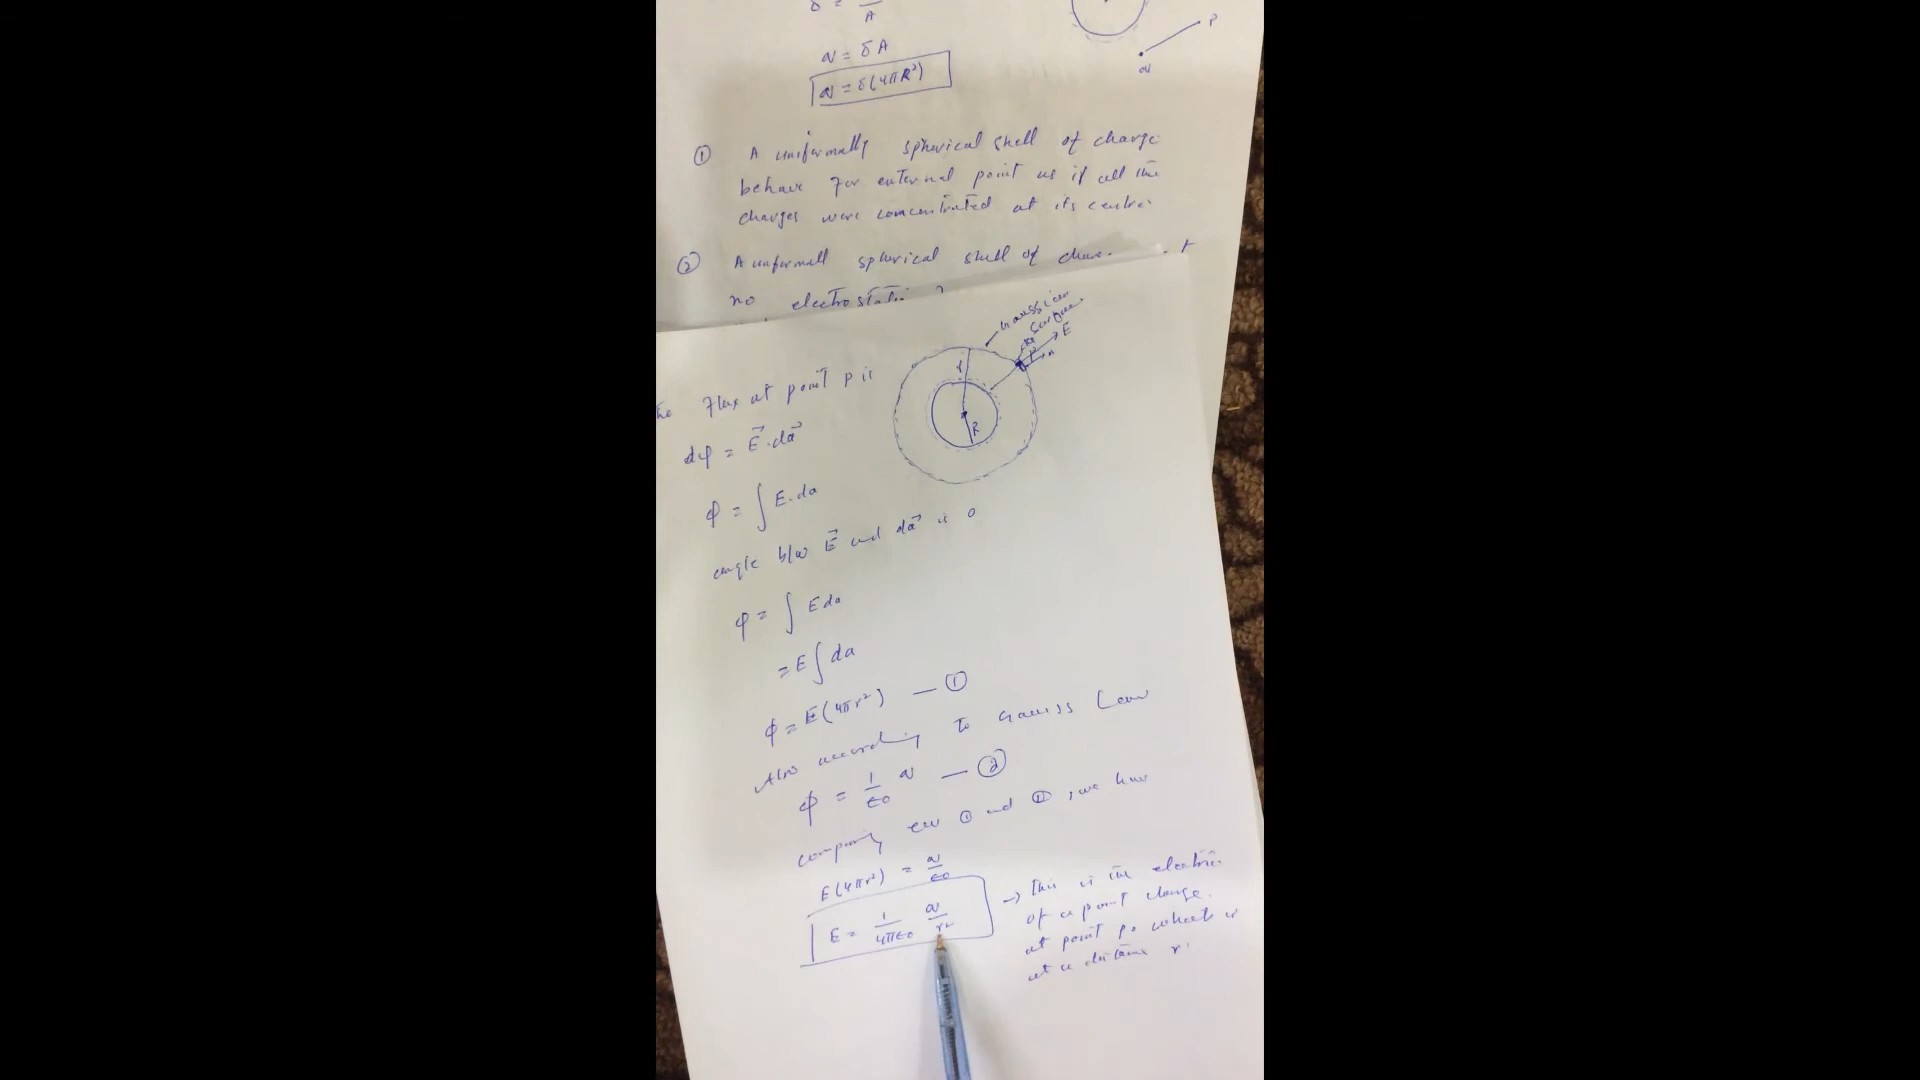 A
P
q = δA
q
q = δ(4πR²)
① A uniformally spherical shell of charge
behave for external point as if all the
charges were concentrated at its centre.
② A unformall spherical shell of
no electrostatic
Gaussian
Surface
E
P
n
r
R
The Flux at point P is
dφ = E⃗.da⃗
φ = ∫E.da
angle b/w E⃗ and da⃗ is 0
φ = ∫ E da
= E∫da
φ = E(4πr²) — ①
Also according to Gauss Law
φ = 1/ε0 q — ②
comparing eq ① and ②, we have
E(4πr²) = q/ε0
E = 1/4πε0 q/r²
→ This is the electric
of a point charge.
at point P. what is
at a distance r.